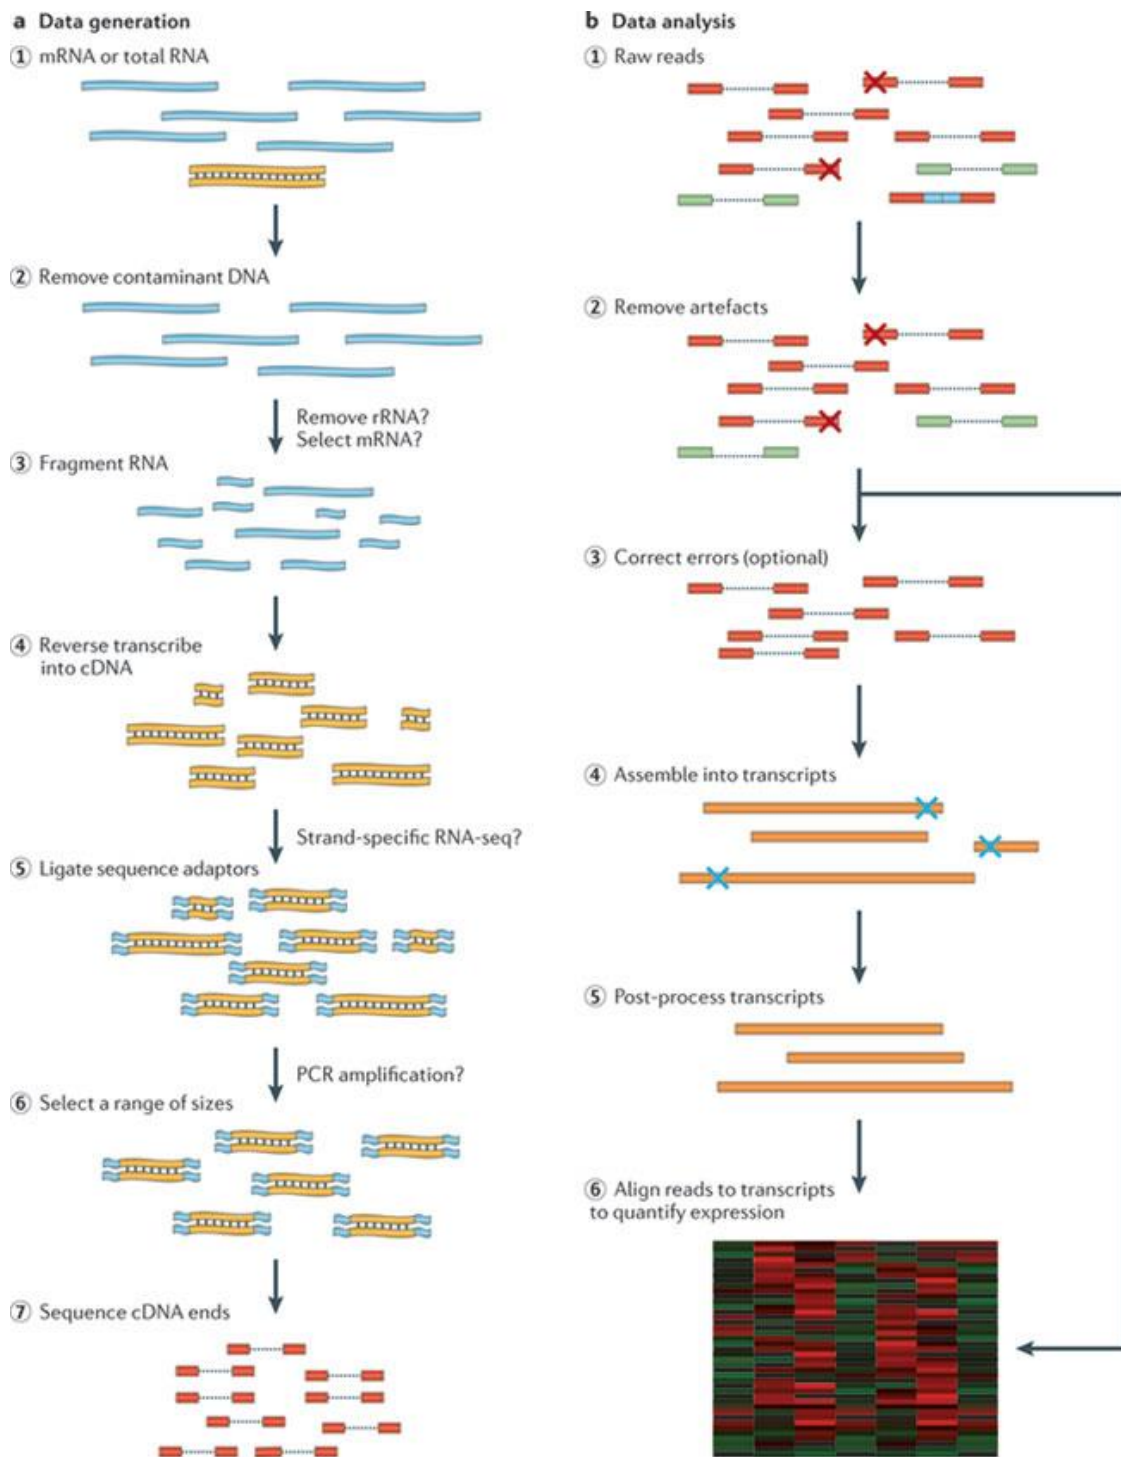 a Data generation
① mRNA or total RNA
② Remove contaminant DNA
Remove rRNA?
Select mRNA?
③ Fragment RNA
④ Reverse transcribe
into cDNA
Strand-specific RNA-seq?
⑤ Ligate sequence adaptors
PCR amplification?
⑥ Select a range of sizes
⑦ Sequence cDNA ends
b Data analysis
① Raw reads
② Remove artefacts
③ Correct errors (optional)
④ Assemble into transcripts
⑤ Post-process transcripts
⑥ Align reads to transcripts
to quantify expression